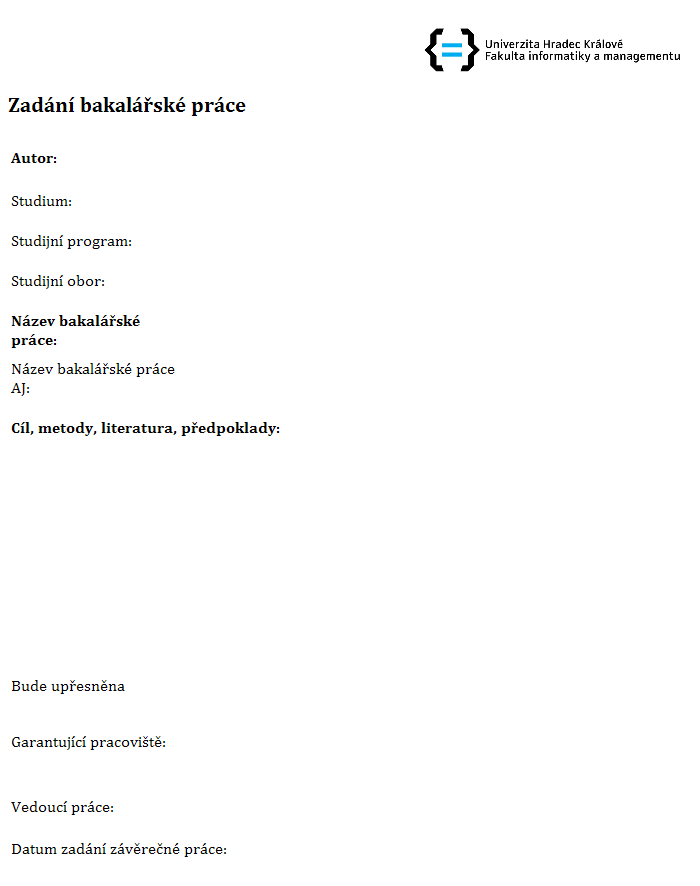 Univerzita Hradec Králové
Fakulta informatiky a managementu
Zadání bakalářské práce
Autor:
Studium:
Studijní program:
Studijní obor:
Název bakalářské
práce:
Název bakalářské práce
AJ:
Cíl, metody, literatura, předpoklady:
Bude upřesněna
Garantující pracoviště:
Vedoucí práce:
Datum zadání závěrečné práce: